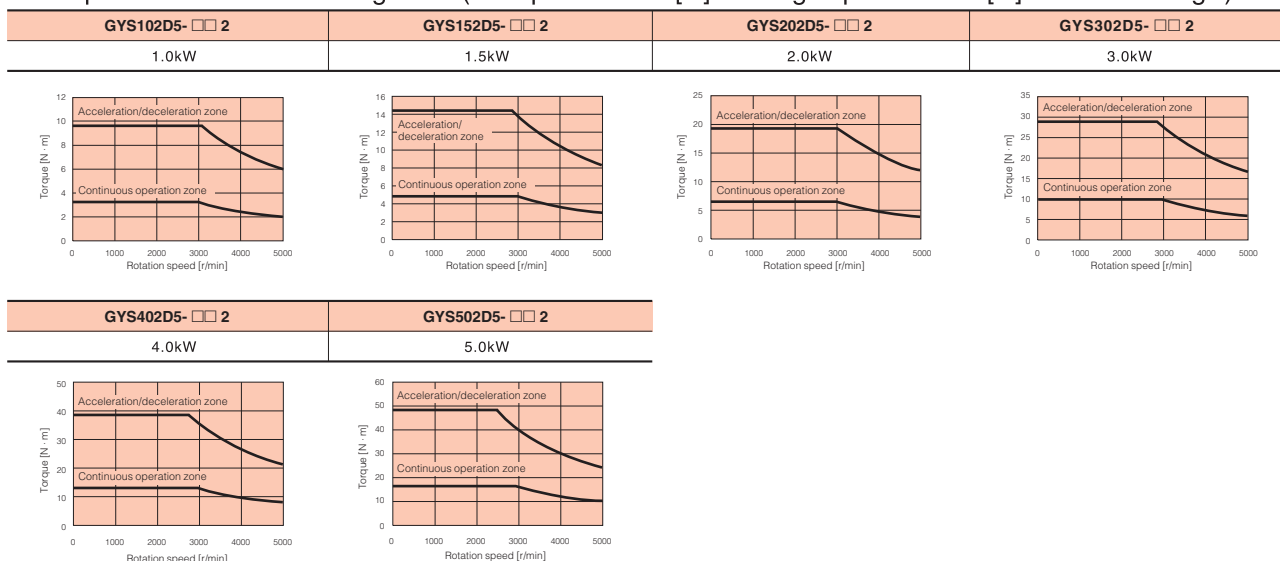 GYS102D5- □□ 2 GYS152D5- □□ 2 GYS202D5- □□ 2 GYS302D5- □□ 2
1.0kW 1.5kW 2.0kW 3.0kW
12
10
8
6
4
2
0
Torque [N · m]
Acceleration/deceleration zone
Continuous operation zone
0 1000 2000 3000 4000 5000
Rotation speed [r/min]
16
14
12
10
8
6
4
2
0
Torque [N · m]
Acceleration/
deceleration zone
Continuous operation zone
0 1000 2000 3000 4000 5000
Rotation speed [r/min]
25
20
15
10
5
0
Torque [N · m]
Acceleration/deceleration zone
Continuous operation zone
0 1000 2000 3000 4000 5000
Rotation speed [r/min]
35
30
25
20
15
10
5
0
Torque [N · m]
Acceleration/deceleration zone
Continuous operation zone
0 1000 2000 3000 4000 5000
Rotation speed [r/min]
GYS402D5- □□ 2 GYS502D5- □□ 2
4.0kW 5.0kW
50
40
30
20
10
0
Torque [N · m]
Acceleration/deceleration zone
Continuous operation zone
0 1000 2000 3000 4000 5000
Rotation speed [r/min]
60
50
40
30
20
10
0
Torque [N · m]
Acceleration/deceleration zone
Continuous operation zone
0 1000 2000 3000 4000 5000
Rotation speed [r/min]